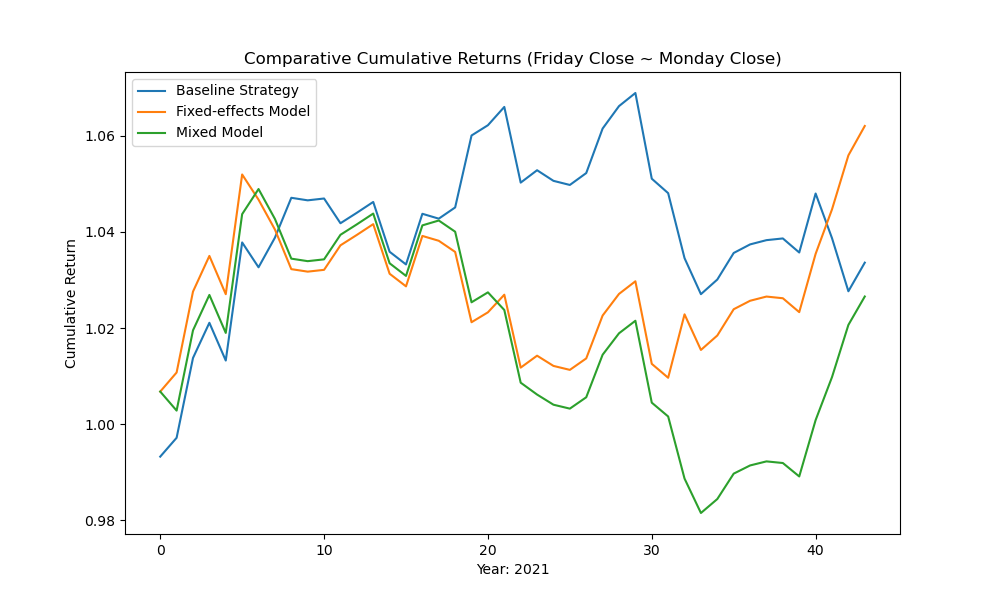 Comparative Cumulative Returns (Friday Close ~ Monday Close)
Baseline Strategy
Fixed-effects Model
Mixed Model
Cumulative Return
1.06
1.04
1.02
1.00
0.98
0
10
20
30
40
Year: 2021